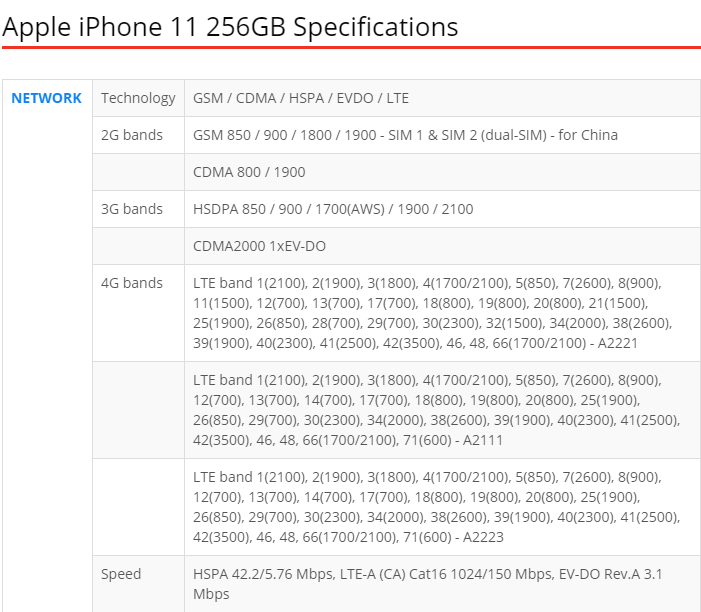 Apple iPhone 11 256GB Specifications
NETWORK Technology GSM / CDMA / HSPA / EVDO / LTE
2G bands GSM 850 / 900 / 1800 / 1900 - SIM 1 & SIM 2 (dual-SIM) - for China
CDMA 800 / 1900
3G bands HSDPA 850 / 900 / 1700(AWS) / 1900 / 2100
CDMA2000 1xEV-DO
4G bands LTE band 1(2100), 2(1900), 3(1800), 4(1700/2100), 5(850), 7(2600), 8(900),
11(1500), 12(700), 13(700), 17(700), 18(800), 19(800), 20(800), 21(1500),
25(1900), 26(850), 28(700), 29(700), 30(2300), 32(1500), 34(2000), 38(2600),
39(1900), 40(2300), 41(2500), 42(3500), 46, 48, 66(1700/2100) - A2221
LTE band 1(2100), 2(1900), 3(1800), 4(1700/2100), 5(850), 7(2600), 8(900),
12(700), 13(700), 14(700), 17(700), 18(800), 19(800), 20(800), 25(1900),
26(850), 29(700), 30(2300), 34(2000), 38(2600), 39(1900), 40(2300), 41(2500),
42(3500), 46, 48, 66(1700/2100), 71(600) - A2111
LTE band 1(2100), 2(1900), 3(1800), 4(1700/2100), 5(850), 7(2600), 8(900),
12(700), 13(700), 14(700), 17(700), 18(800), 19(800), 20(800), 25(1900),
26(850), 29(700), 30(2300), 34(2000), 38(2600), 39(1900), 40(2300), 41(2500),
42(3500), 46, 48, 66(1700/2100), 71(600) - A2223
Speed HSPA 42.2/5.76 Mbps, LTE-A (CA) Cat16 1024/150 Mbps, EV-DO Rev.A 3.1
Mbps